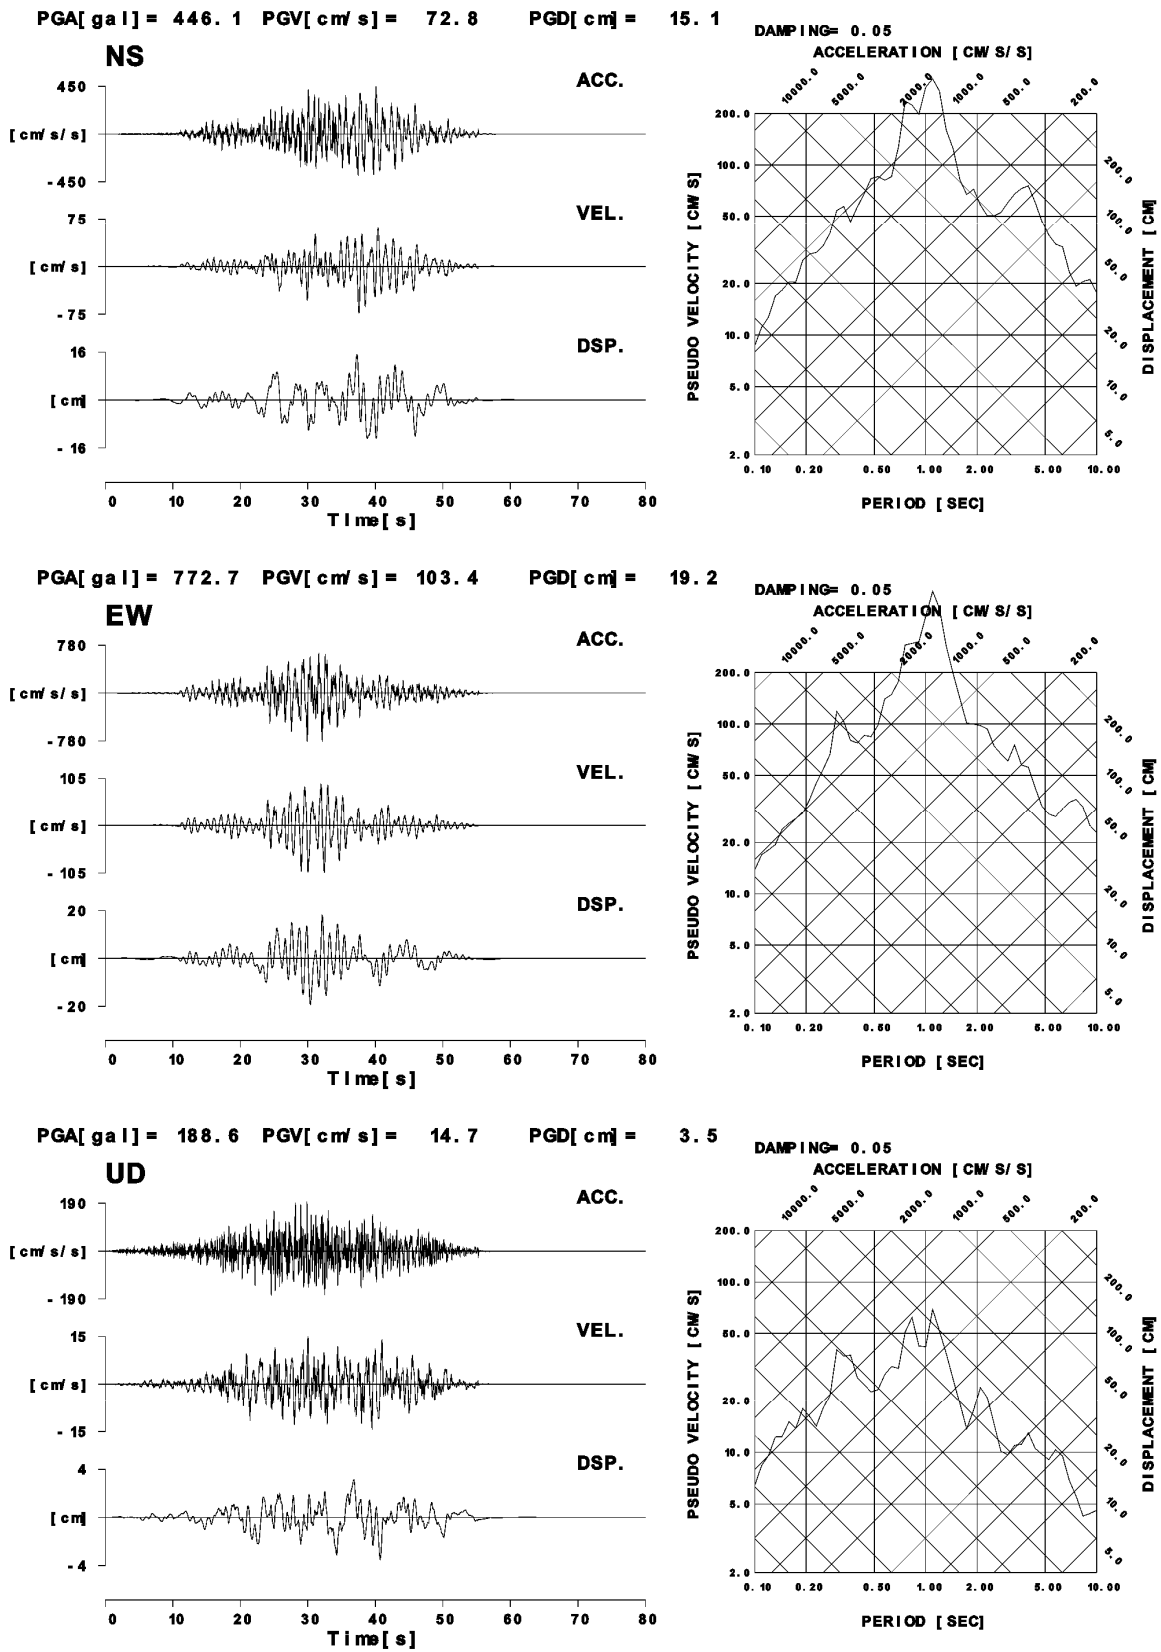 PGA[gal]= 446.1 PGV[cm/s]= 72.8 PGD[cm]= 15.1
DAMPING= 0.05
ACCELERATION [CM/S/S]
NS
ACC.
450
[cm/s/s]
-450
VEL.
75
[cm/s]
-75
DSP.
16
[cm]
-16
0 10 20 30 40 50 60 70 80
Time[s]
10000.0 5000.0 2000.0 1000.0 500.0 200.0
200.0
100.0
50.0
20.0
10.0
5.0
2.0
PSEUDO VELOCITY [CM/S]
200.0
100.0
50.0
20.0
10.0
5.0
DISPLACEMENT [CM]
0.10 0.20 0.50 1.00 2.00 5.00 10.00
PERIOD [SEC]
PGA[gal]= 772.7 PGV[cm/s]= 103.4 PGD[cm]= 19.2
DAMPING= 0.05
ACCELERATION [CM/S/S]
EW
ACC.
780
[cm/s/s]
-780
VEL.
105
[cm/s]
-105
DSP.
20
[cm]
-20
0 10 20 30 40 50 60 70 80
Time[s]
10000.0 5000.0 2000.0 1000.0 500.0 200.0
200.0
100.0
50.0
20.0
10.0
5.0
2.0
PSEUDO VELOCITY [CM/S]
200.0
100.0
50.0
20.0
10.0
5.0
DISPLACEMENT [CM]
0.10 0.20 0.50 1.00 2.00 5.00 10.00
PERIOD [SEC]
PGA[gal]= 188.6 PGV[cm/s]= 14.7 PGD[cm]= 3.5
DAMPING= 0.05
ACCELERATION [CM/S/S]
UD
ACC.
190
[cm/s/s]
-190
VEL.
15
[cm/s]
-15
DSP.
4
[cm]
-4
0 10 20 30 40 50 60 70 80
Time[s]
10000.0 5000.0 2000.0 1000.0 500.0 200.0
200.0
100.0
50.0
20.0
10.0
5.0
2.0
PSEUDO VELOCITY [CM/S]
200.0
100.0
50.0
20.0
10.0
5.0
DISPLACEMENT [CM]
0.10 0.20 0.50 1.00 2.00 5.00 10.00
PERIOD [SEC]